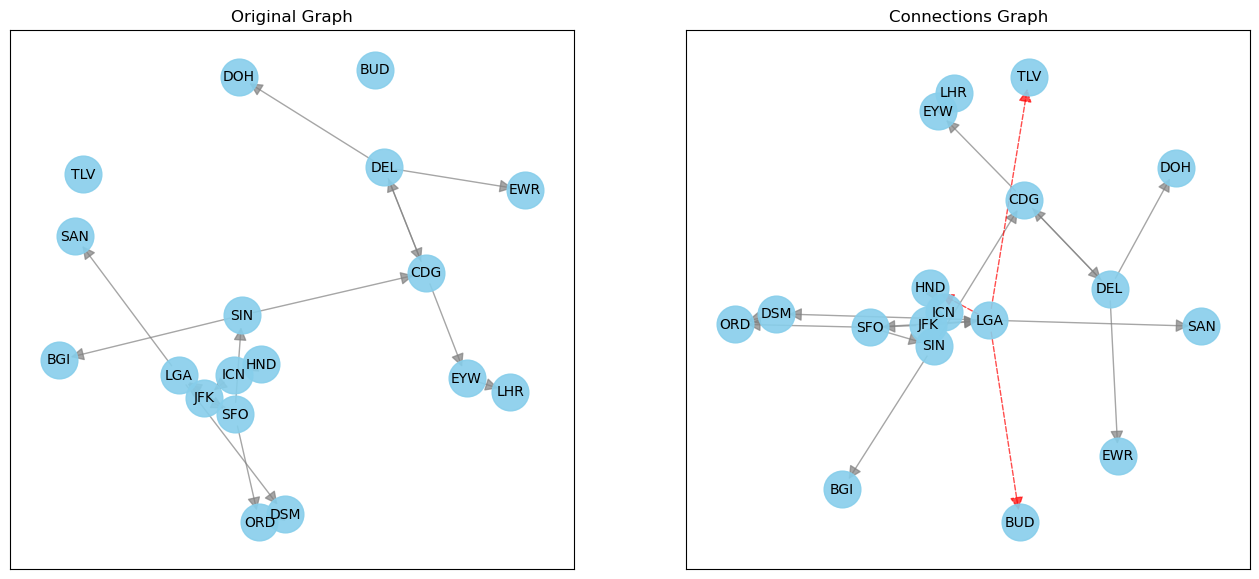 Original Graph
DOH
BUD
DEL
TLV
EWR
SAN
CDG
SIN
BGI
HND
ICN
LGA
EYW
JFK
LHR
SFO
DSM
ORD
Connections Graph
TLV
LHR
EYW
DOH
CDG
HND
DEL
ICN
DSM
LGA
ORD
JFK
SFO
SAN
SIN
EWR
BGI
BUD